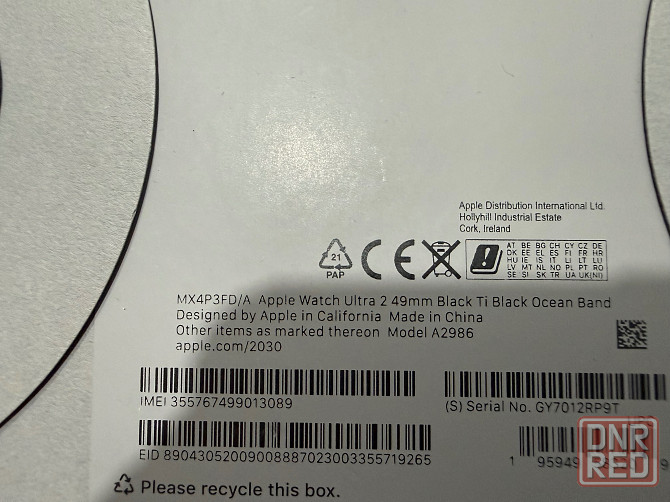 Apple Distribution International Ltd.
Hollyhill Industrial Estate
Cork, Ireland
21
PAP
CE
AT BE BG CH CY CZ DE
DK EE EL ES FI FR HR
HU IE IS IT LI LT LU
LV MT NL NO PL PT RO
SE SI SK TR UA UK(NI)
MX4P3FD/A Apple Watch Ultra 2 49mm Black Ti Black Ocean Band
Designed by Apple in California Made in China
Other items as marked thereon Model A2986
apple.com/2030
IMEI 355767499013089
(S) Serial No. GY7012RP9T
EID 89043052009008887023003355719265
1 95949
Please recycle this box.
DNR
RED